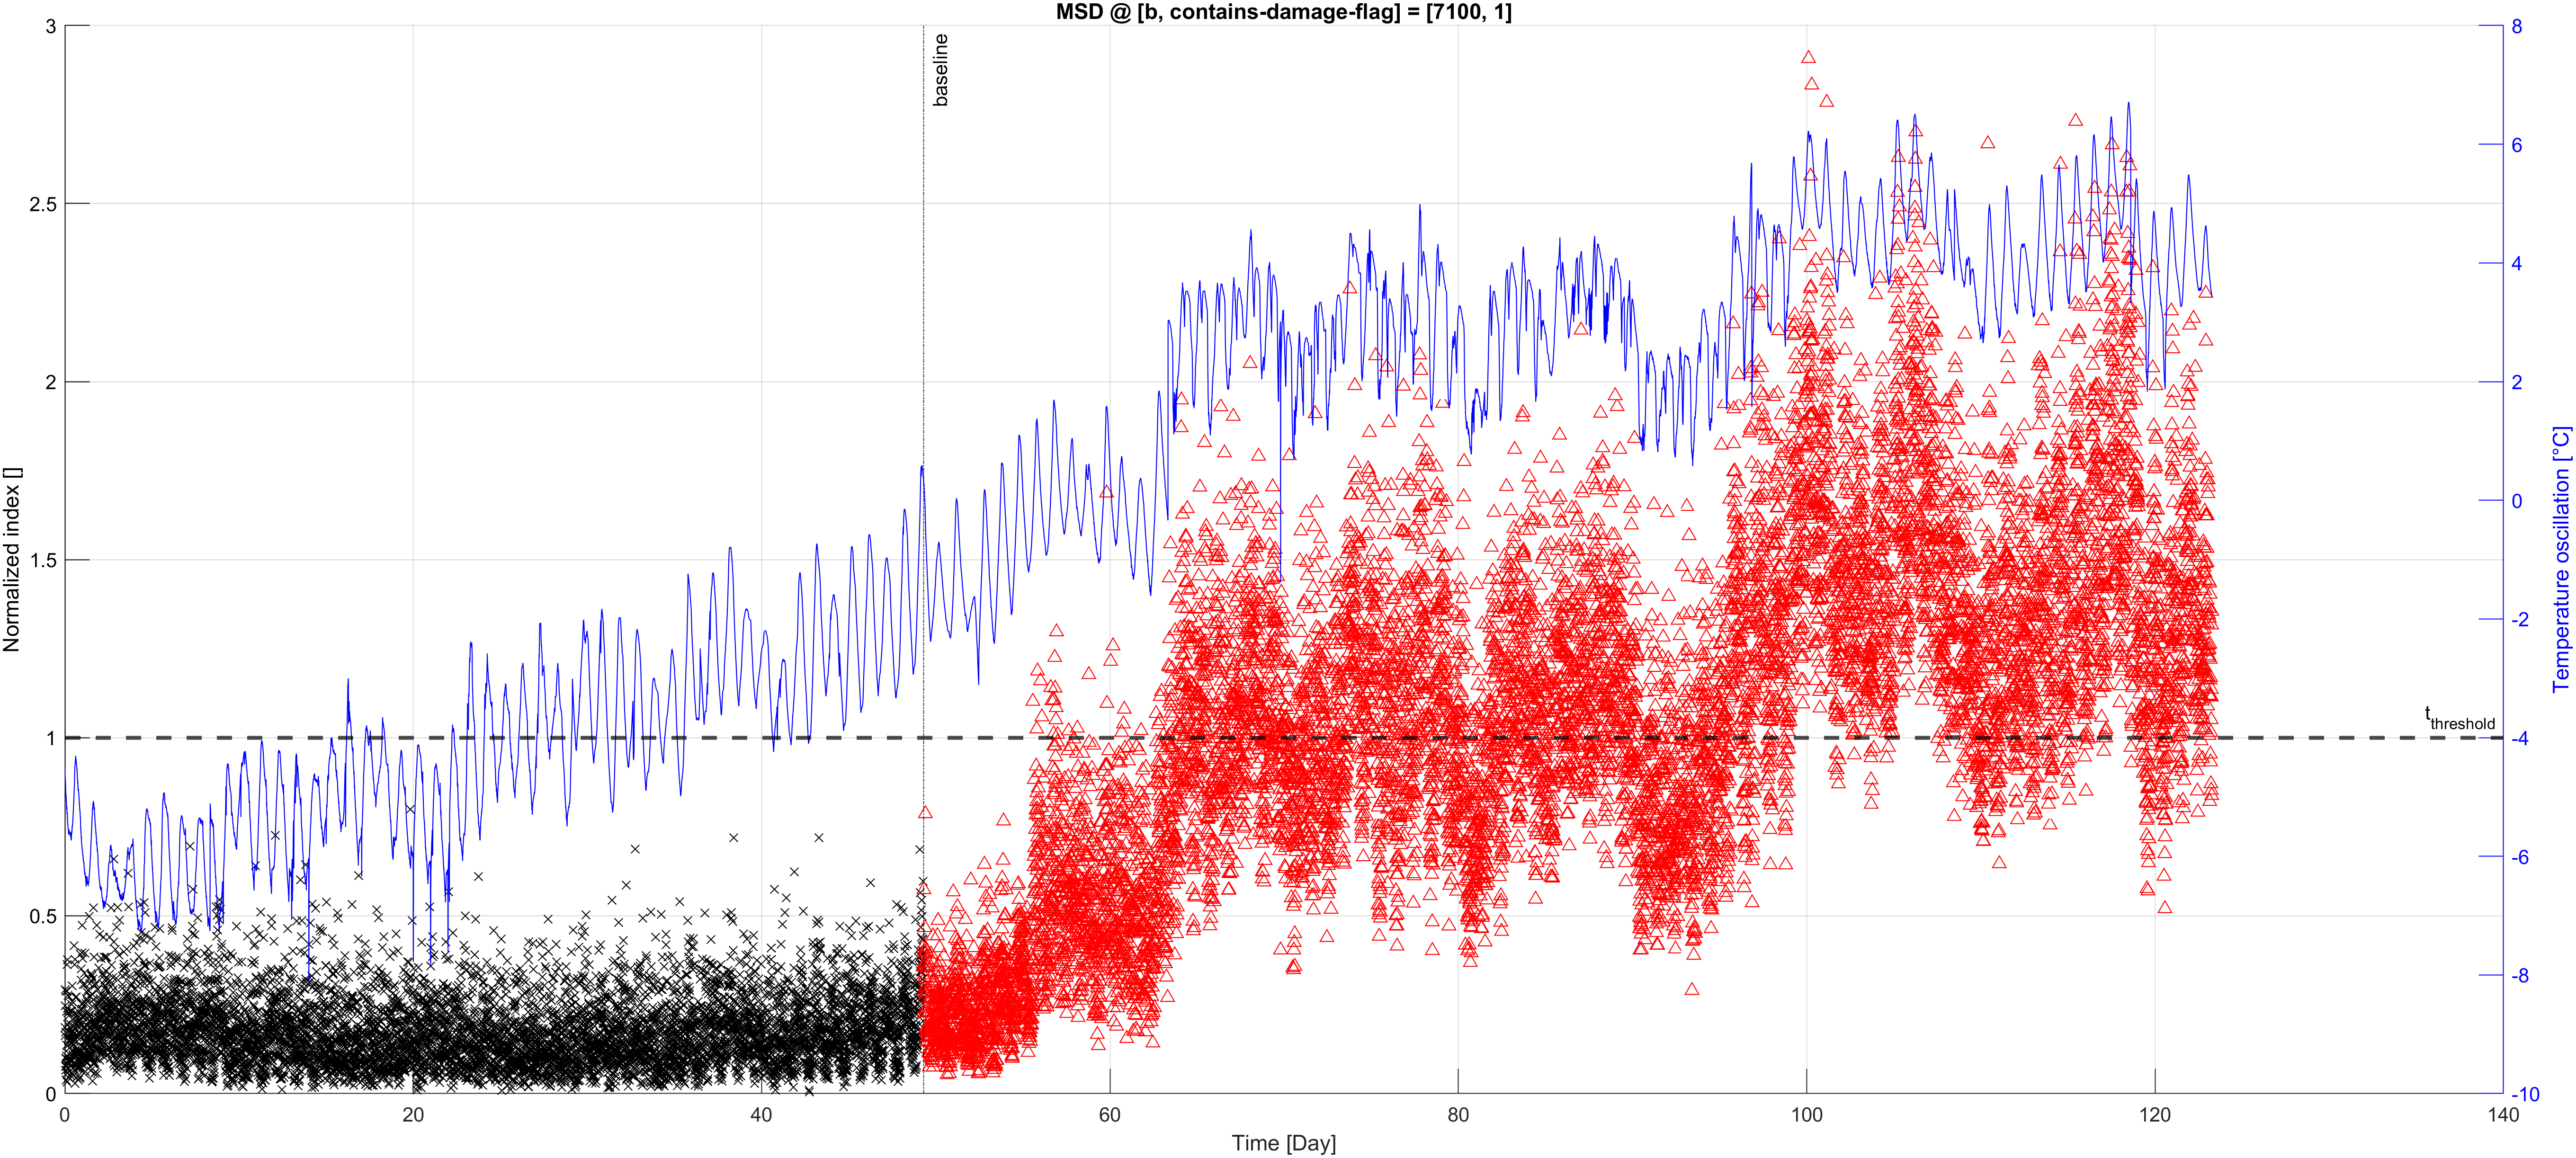 MSD @ [b, contains-damage-flag] = [7100, 1]
3
2.5
2
1.5
1
0.5
0
Normalized index []
baseline
t_threshold
8
6
4
2
0
-2
-4
-6
-8
-10
Temperature oscillation [°C]
0 20 40 60 80 100 120 140
Time [Day]